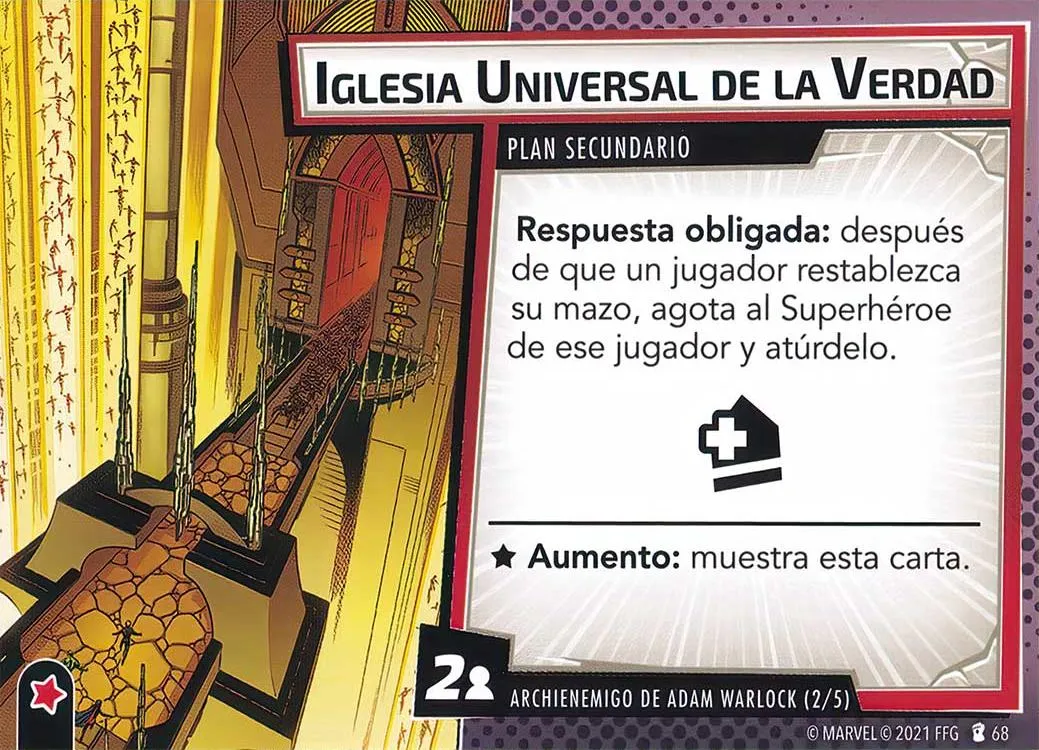 IGLESIA UNIVERSAL DE LA VERDAD
PLAN SECUNDARIO
Respuesta obligada: después
de que un jugador restablezca
su mazo, agota al Superhéroe
de ese jugador y atúrdelo.
★ Aumento: muestra esta carta.
2
ARCHIENEMIGO DE ADAM WARLOCK (2/5)
© MARVEL © 2021 FFG 68